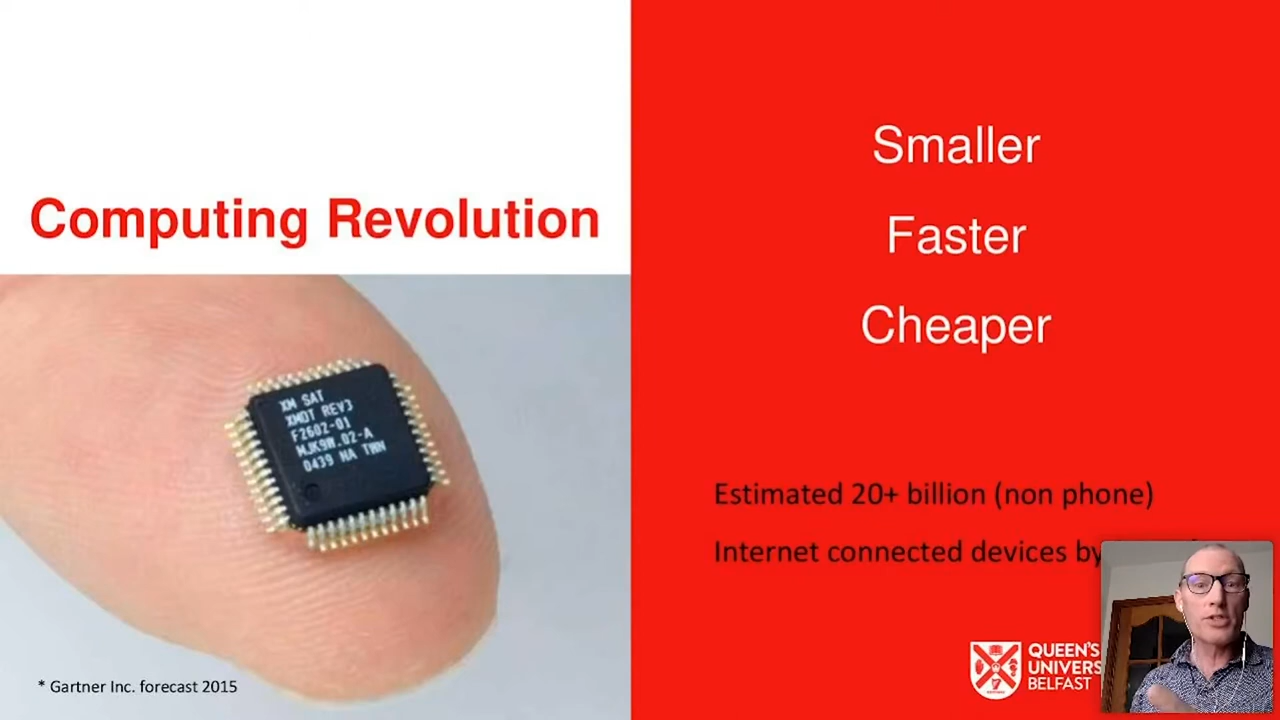 Computing Revolution
XM SAT
XMDT REV3
F2602-01
MJK9W.02-A
0439 NA TWN
* Gartner Inc. forecast 2015
Smaller
Faster
Cheaper
Estimated 20+ billion (non phone)
Internet connected devices by
QUEEN'S
BELFAST